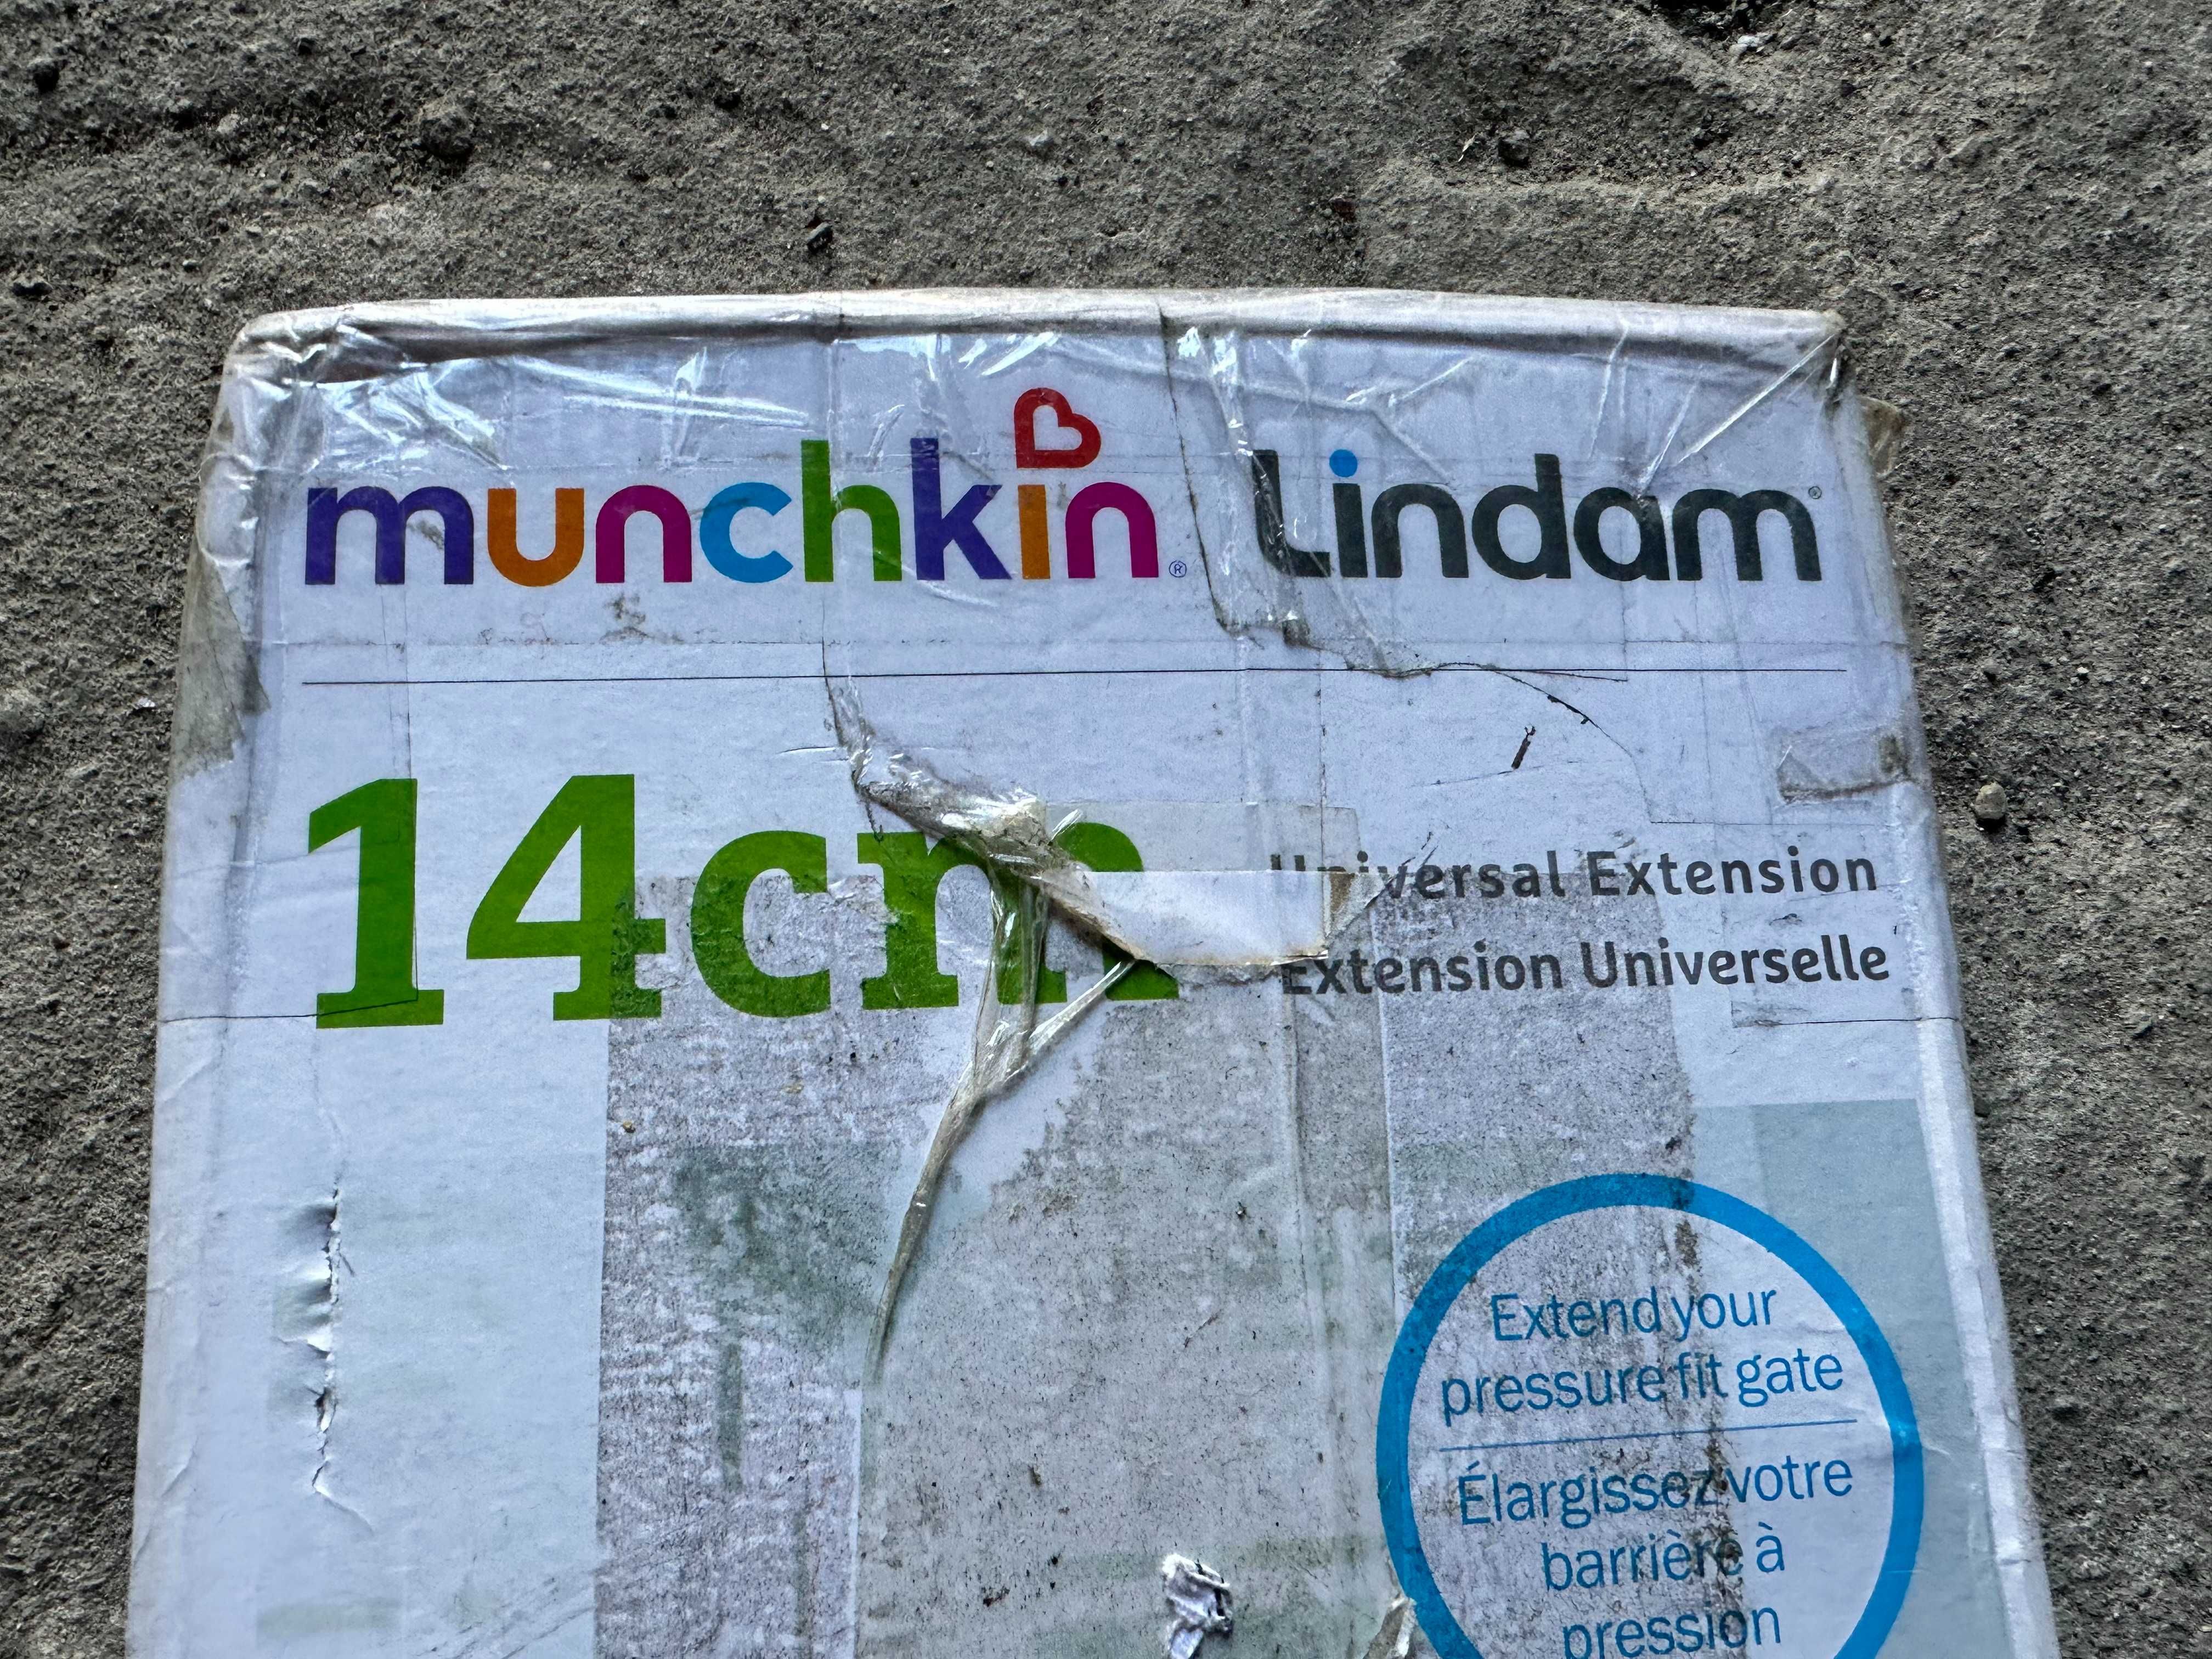 munchkin® Lindam®
14cm
Universal Extension
Extension Universelle
Extend your
pressure fit gate
Élargissez votre
barrière à
pression